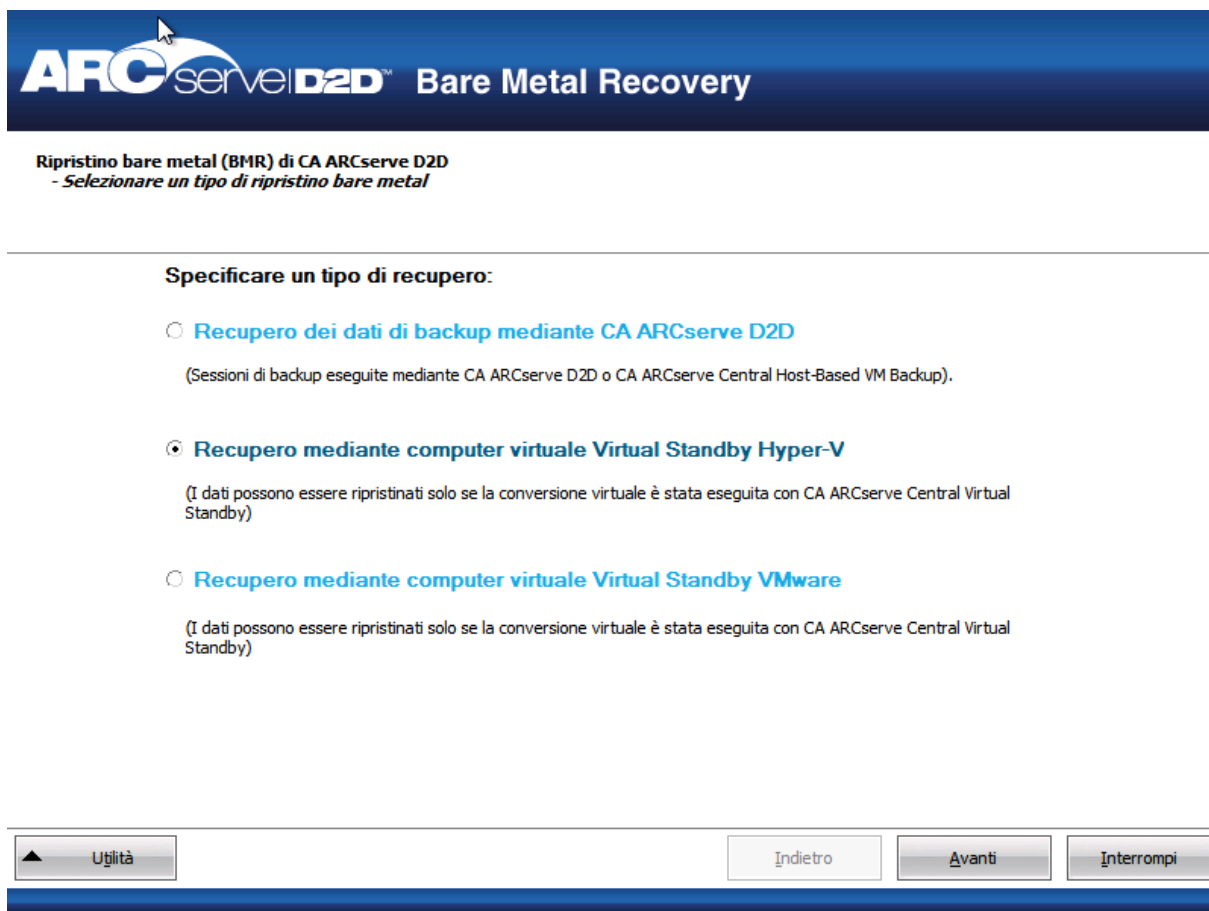 ARCserve D2D™ Bare Metal Recovery
Ripristino bare metal (BMR) di CA ARCserve D2D
- Selezionare un tipo di ripristino bare metal
Specificare un tipo di recupero:
Recupero dei dati di backup mediante CA ARCserve D2D
(Sessioni di backup eseguite mediante CA ARCserve D2D o CA ARCserve Central Host-Based VM Backup).
Recupero mediante computer virtuale Virtual Standby Hyper-V
(I dati possono essere ripristinati solo se la conversione virtuale è stata eseguita con CA ARCserve Central Virtual
Standby)
Recupero mediante computer virtuale Virtual Standby VMware
(I dati possono essere ripristinati solo se la conversione virtuale è stata eseguita con CA ARCserve Central Virtual
Standby)
Utilità Indietro Avanti Interrompi